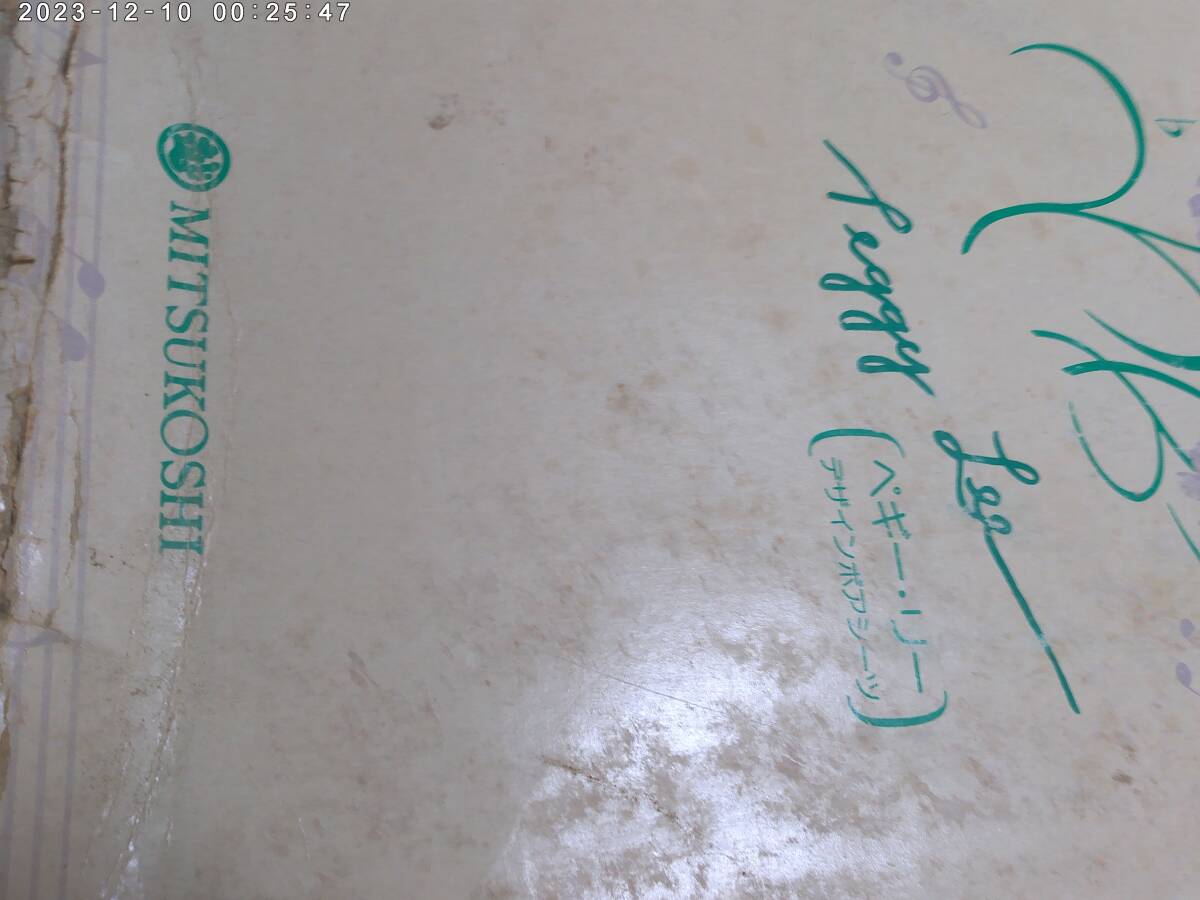 2023-12-10 00:25:47
Peggy Lee
(ペギー・リー
デザインボアシーツ)
MITSUKOSHI